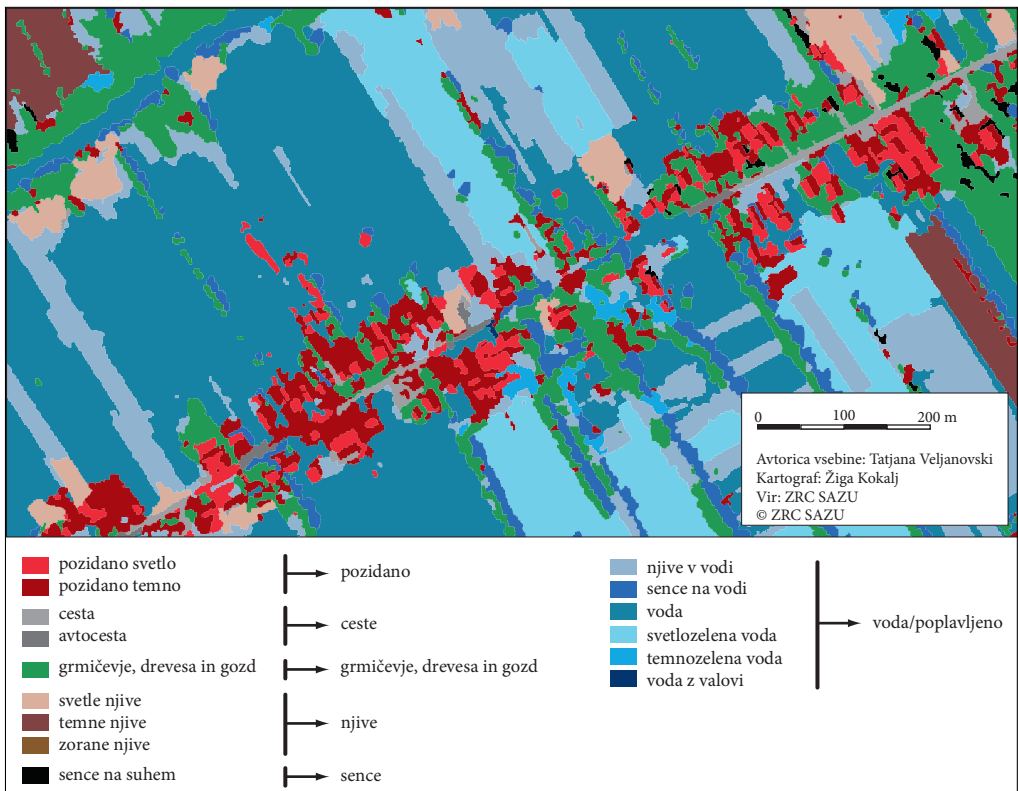 0 100 200 m
Avtorica vsebine: Tatjana Veljanovski
Kartograf: Žiga Kokalj
Vir: ZRC SAZU
© ZRC SAZU
pozidano svetlo
pozidano temno
pozidano
cesta
avtocesta
ceste
grmičevje, drevesa in gozd
grmičevje, drevesa in gozd
svetle njive
temne njive
zorane njive
njive
sence na suhem
sence
njive v vodi
sence na vodi
voda
svetlozelena voda
temnozelena voda
voda z valovi
voda/poplavljeno